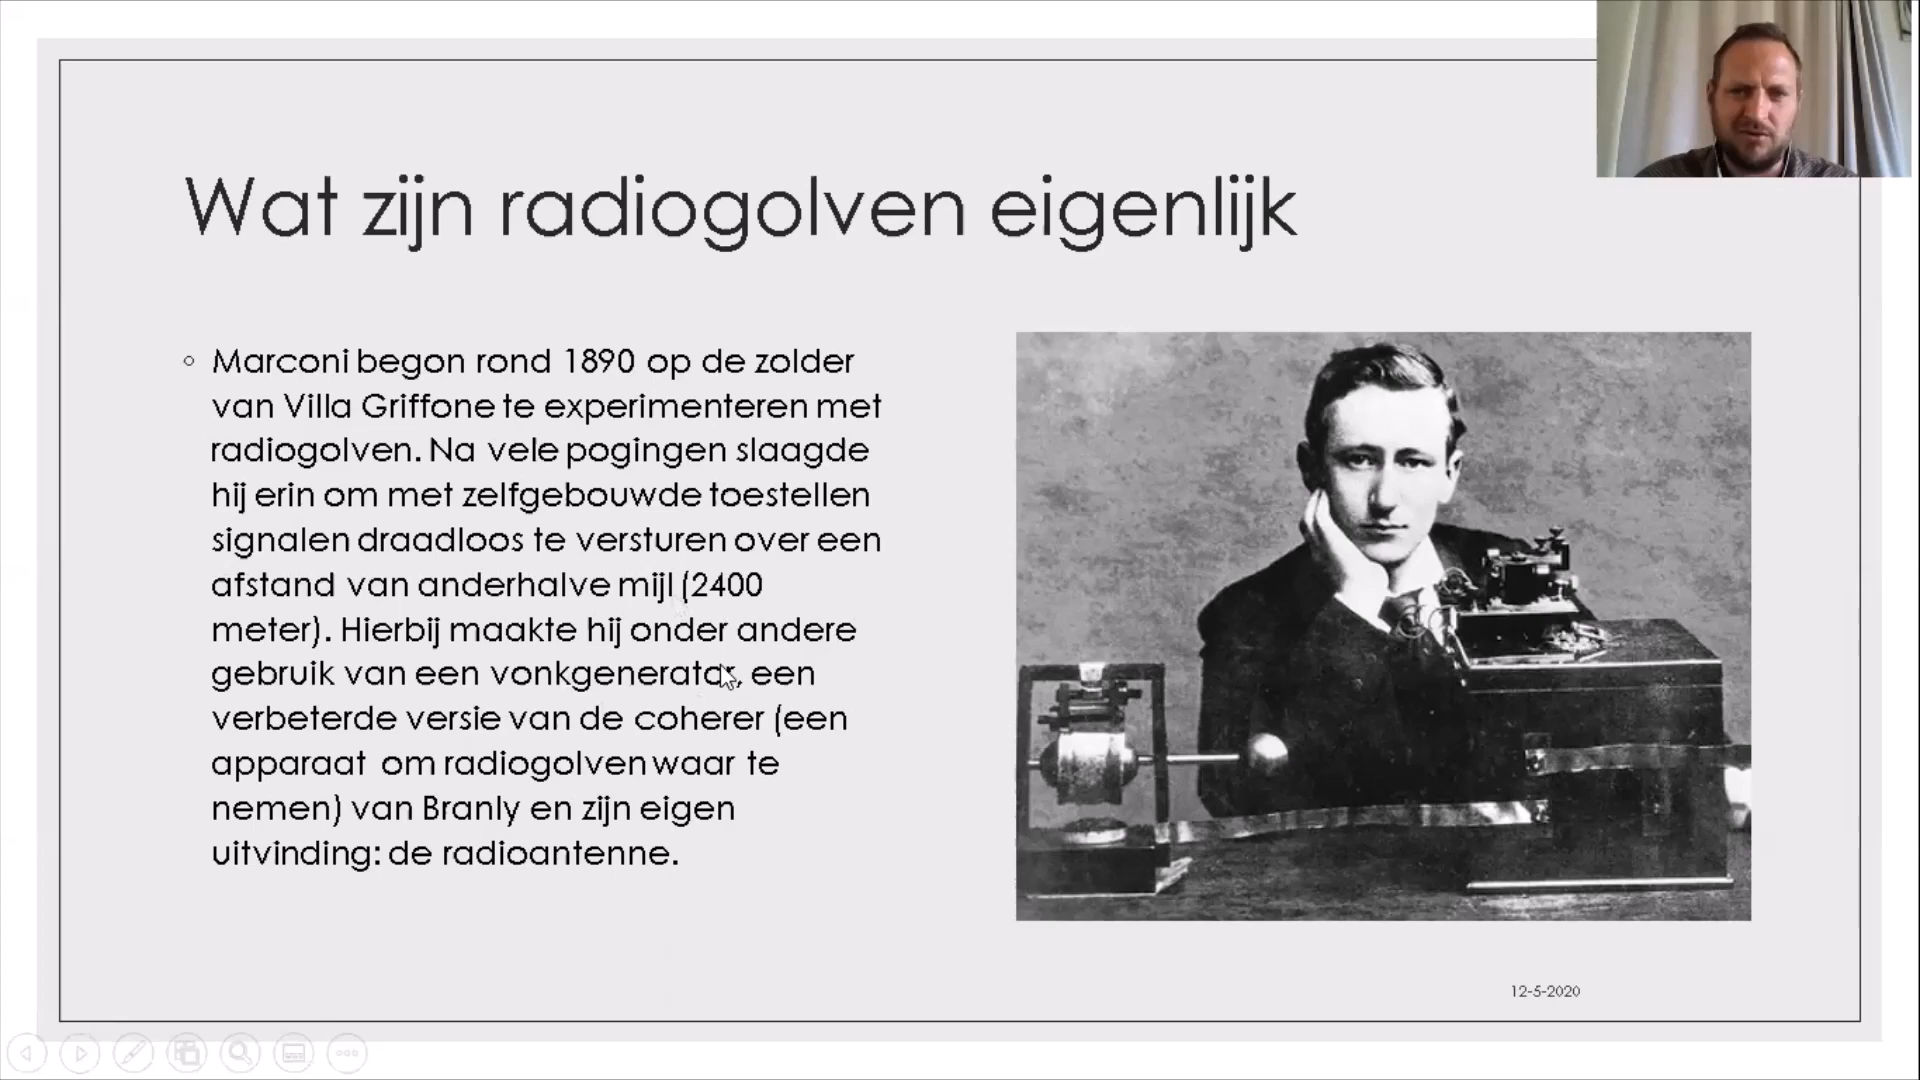 Wat zijn radiogolven eigenlijk
Marconi begon rond 1890 op de zolder
van Villa Griffone te experimenteren met
radiogolven. Na vele pogingen slaagde
hij erin om met zelfgebouwde toestellen
signalen draadloos te versturen over een
afstand van anderhalve mijl (2400
meter). Hierbij maakte hij onder andere
gebruik van een vonkgenerator, een
verbeterde versie van de coherer (een
apparaat om radiogolven waar te
nemen) van Branly en zijn eigen
uitvinding: de radioantenne.
12-5-2020